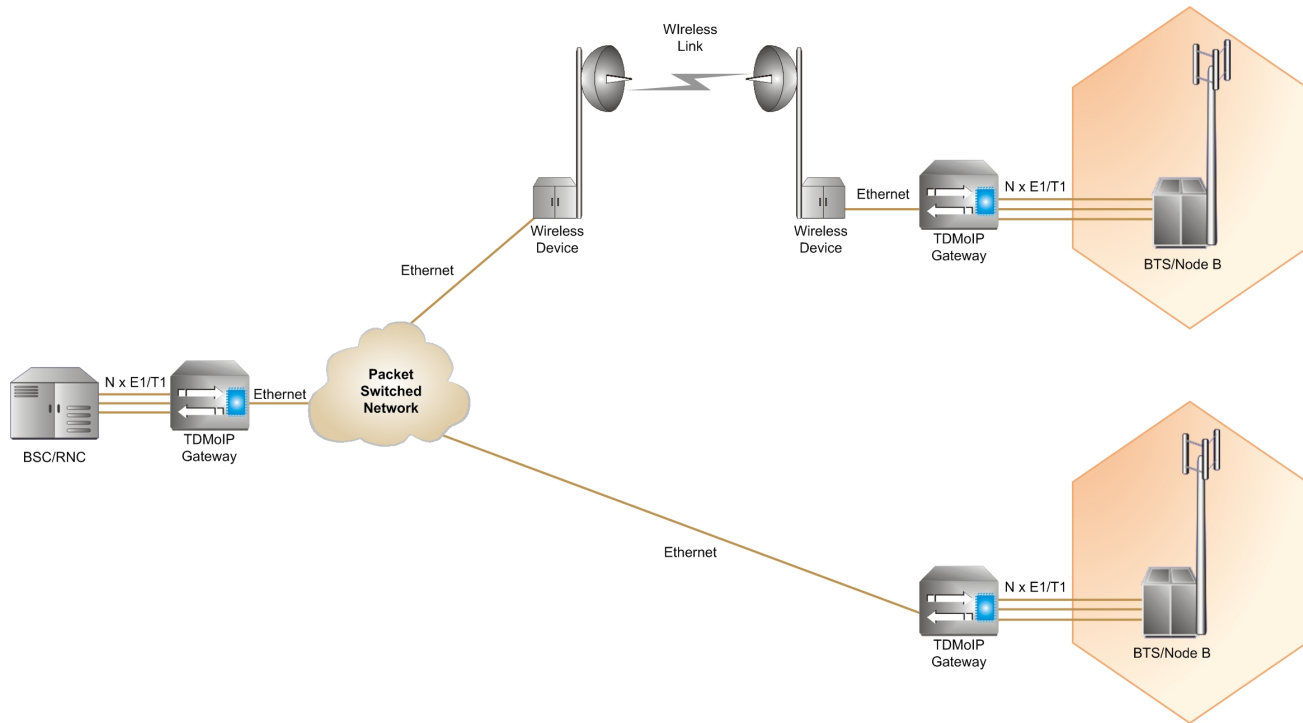 WIreless
Link
Ethernet
N x E1/T1
Wireless
Device
Wireless
Device
TDMoIP
Gateway
BTS/Node B
Ethernet
Packet
Switched
Network
N x E1/T1
Ethernet
TDMoIP
Gateway
BSC/RNC
Ethernet
N x E1/T1
TDMoIP
Gateway
BTS/Node B